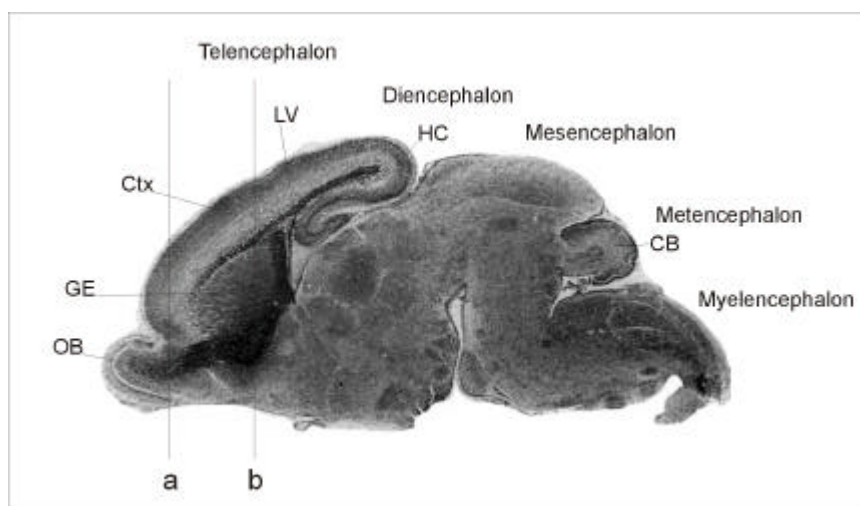 Telencephalon
Diencephalon
LV
HC
Mesencephalon
Ctx
Metencephalon
CB
GE
Myelencephalon
OB
a b